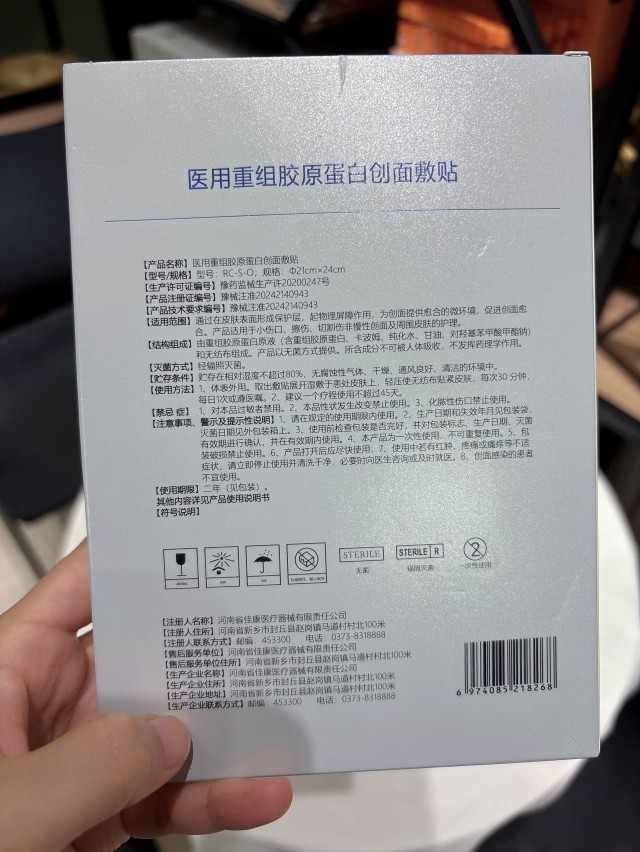 医用重组胶原蛋白创面敷贴
【产品名称】医用重组胶原蛋白创面敷贴
【型号/规格】型号：RC-S-O；规格：Φ21cm×24cm
【生产许可证编号】豫药监械生产许20200247号
【产品注册证编号】豫械注准20242140943
【产品技术要求编号】豫械注准20242140943
【适用范围】通过在皮肤表面形成保护层，起物理屏障作用，为创面提供愈合的微环境，促进创面愈
合。产品适用于小伤口、擦伤、切割伤非慢性创面及周围皮肤的护理。
【结构组成】由重组胶原蛋白原液（含重组胶原蛋白、卡波姆、纯化水、甘油、对羟基苯甲酸甲酯钠）
和无纺布组成。产品以无菌方式提供。所含成分不可被人体吸收，不发挥药理学作用。
【灭菌方式】经辐照灭菌。
【贮存条件】贮存在相对湿度不超过80%，无腐蚀性气体、干燥、通风良好、清洁的环境中。
【使用方法】1、体表外用。取出敷贴展开湿敷于患处皮肤上，轻压使无纺布贴紧皮肤，每次30 分钟，
每日1次或遵医嘱。2、建议一个疗程使用不超过45天。
【禁忌 症】1、对本品过敏者禁用。2、本品性状发生改变禁止使用。3、化脓性伤口禁止使用。
【注意事项、警示及提示性说明】1、请在规定的使用期限内使用。2、生产日期和失效年月见包装袋，
灭菌日期见外包装箱上。3、使用前检查包装是否完好，并对包装标志、生产日期、灭菌
有效期进行确认，并在有效期内使用。4、本产品为一次性使用，不可重复使用。5、包
装破损禁止使用。6、产品打开后应尽快使用。7、使用中若有红肿、疼痛或瘙痒等不适
症状，请立即停止使用并清洗干净，必要时向医生咨询或及时就医。8、创面感染的患者
不宜使用。
【使用期限】二年（见包装）。
其他内容详见产品使用说明书
【符号说明】
STERILE
STERILE R
2
无菌
辐照灭菌
一次性使用
【注册人名称】河南省佳康医疗器械有限责任公司
【注册人住所】河南省新乡市封丘县赵岗镇马道村村北100米
【注册人联系方式】邮编：453300 电话：0373-8318888
【售后服务单位】河南省佳康医疗器械有限责任公司
【售后服务单位住所】河南省新乡市封丘县赵岗镇马道村村北100米
【生产企业名称】河南省佳康医疗器械有限责任公司
【生产企业住所】河南省新乡市封丘县赵岗镇马道村村北100米
【生产企业地址】河南省新乡市封丘县赵岗镇马道村村北100米
【生产企业联系方式】邮编：453300 电话：0373-8318888
6 974085 218268